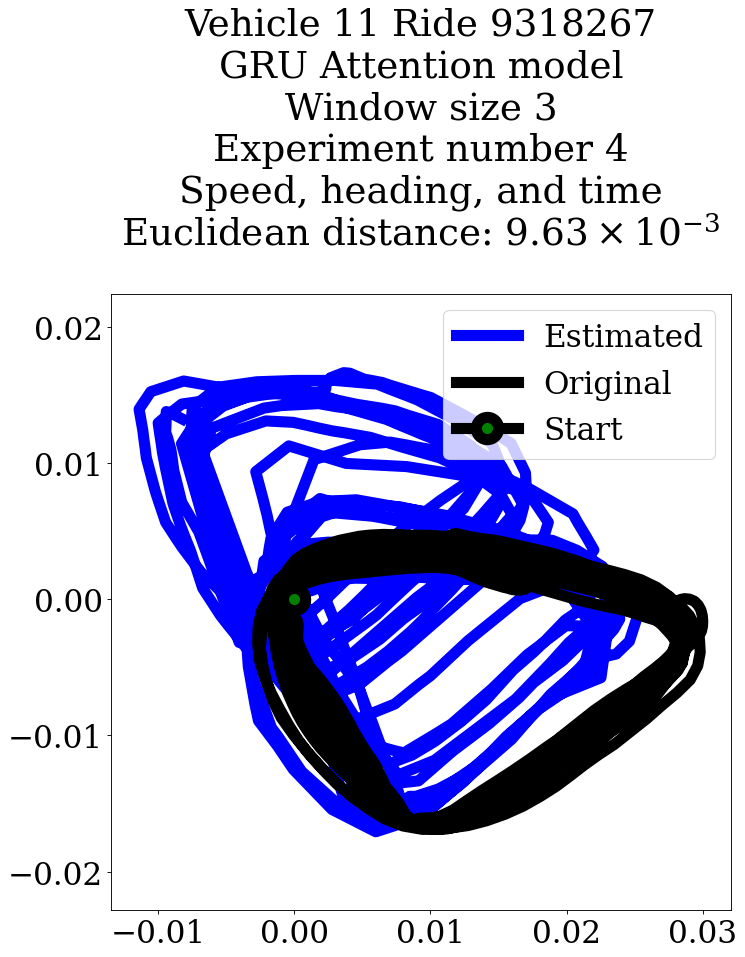 Vehicle 11 Ride 9318267
GRU Attention model
Window size 3
Experiment number 4
Speed, heading, and time
Euclidean distance: 9.63 × 10⁻³
Estimated
Original
Start
0.02
0.01
0.00
−0.01
−0.02
−0.01 0.00 0.01 0.02 0.03